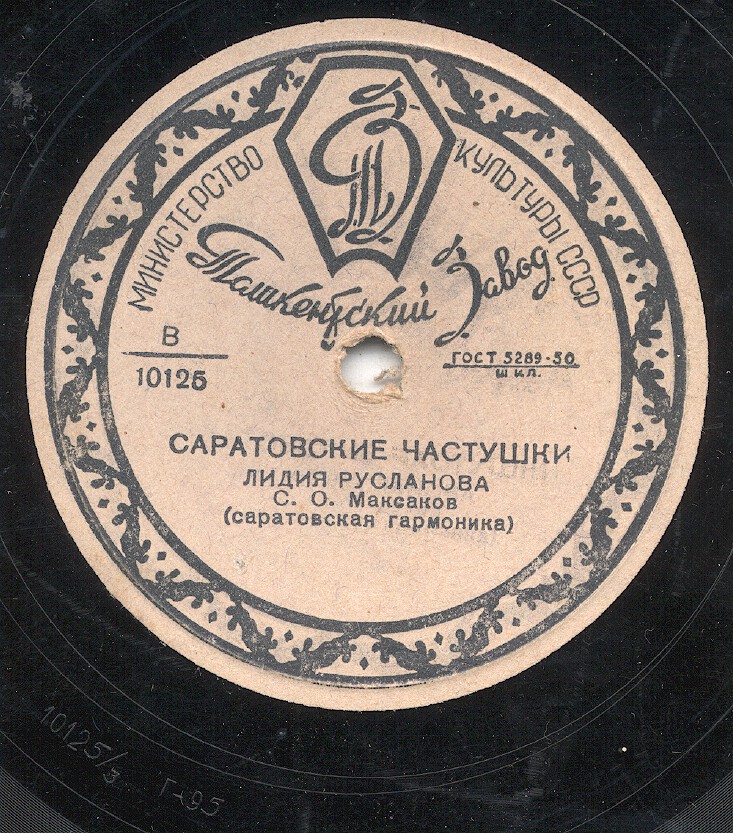 МИНИСТЕРСТВО КУЛЬТУРЫ СССР
Ташкентский Завод
В
10125
ГОСТ 5289-50
ш кл.
САРАТОВСКИЕ ЧАСТУШКИ
ЛИДИЯ РУСЛАНОВА
С. О. Максаков
(саратовская гармоника)
10125/3 Г-95